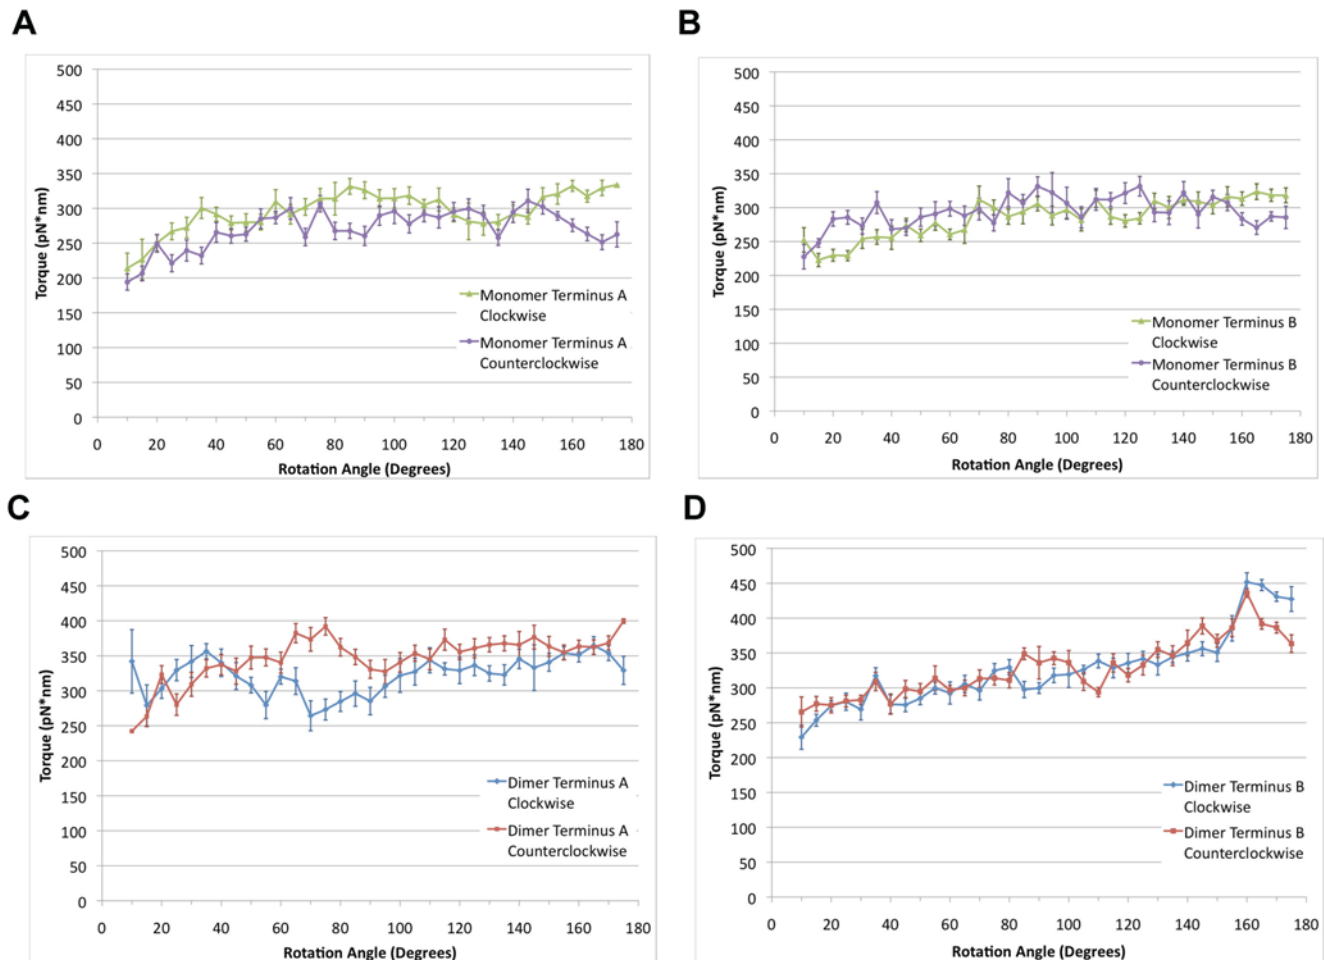 A
500
450
400
350
300
250
200
150
100
50
0
Torque (pN*nm)
Monomer Terminus A
Clockwise
Monomer Terminus A
Counterclockwise
0 20 40 60 80 100 120 140 160 180
Rotation Angle (Degrees)
B
500
450
400
350
300
250
200
150
100
50
0
Torque (pN*nm)
Monomer Terminus B
Clockwise
Monomer Terminus B
Counterclockwise
0 20 40 60 80 100 120 140 160 180
Rotation Angle (Degrees)
C
500
450
400
350
300
250
200
150
100
50
0
Torque (pN*nm)
Dimer Terminus A
Clockwise
Dimer Terminus A
Counterclockwise
0 20 40 60 80 100 120 140 160 180
Rotation Angle (Degrees)
D
500
450
400
350
300
250
200
150
100
50
0
Torque (pN*nm)
Dimer Terminus B
Clockwise
Dimer Terminus B
Counterclockwise
0 20 40 60 80 100 120 140 160 180
Rotation Angle (Degrees)